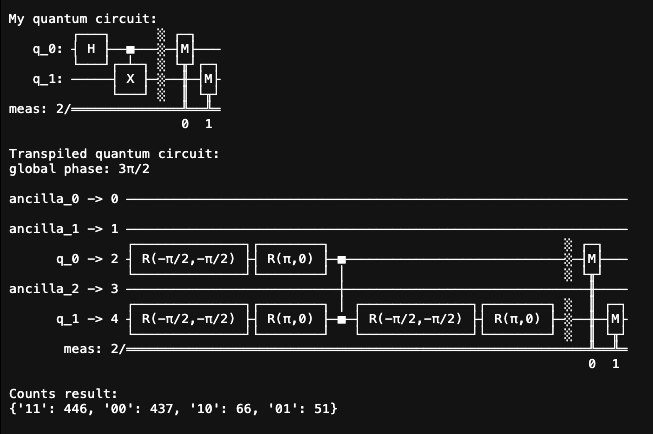 My quantum circuit:
q_0: H M
q_1: X M
meas: 2/
0 1
Transpiled quantum circuit:
global phase: 3π/2
ancilla_0 -> 0
ancilla_1 -> 1
q_0 -> 2 R(-π/2,-π/2) R(π,0) M
ancilla_2 -> 3
q_1 -> 4 R(-π/2,-π/2) R(π,0) R(-π/2,-π/2) R(π,0) M
meas: 2/
0 1
Counts result:
{'11': 446, '00': 437, '10': 66, '01': 51}